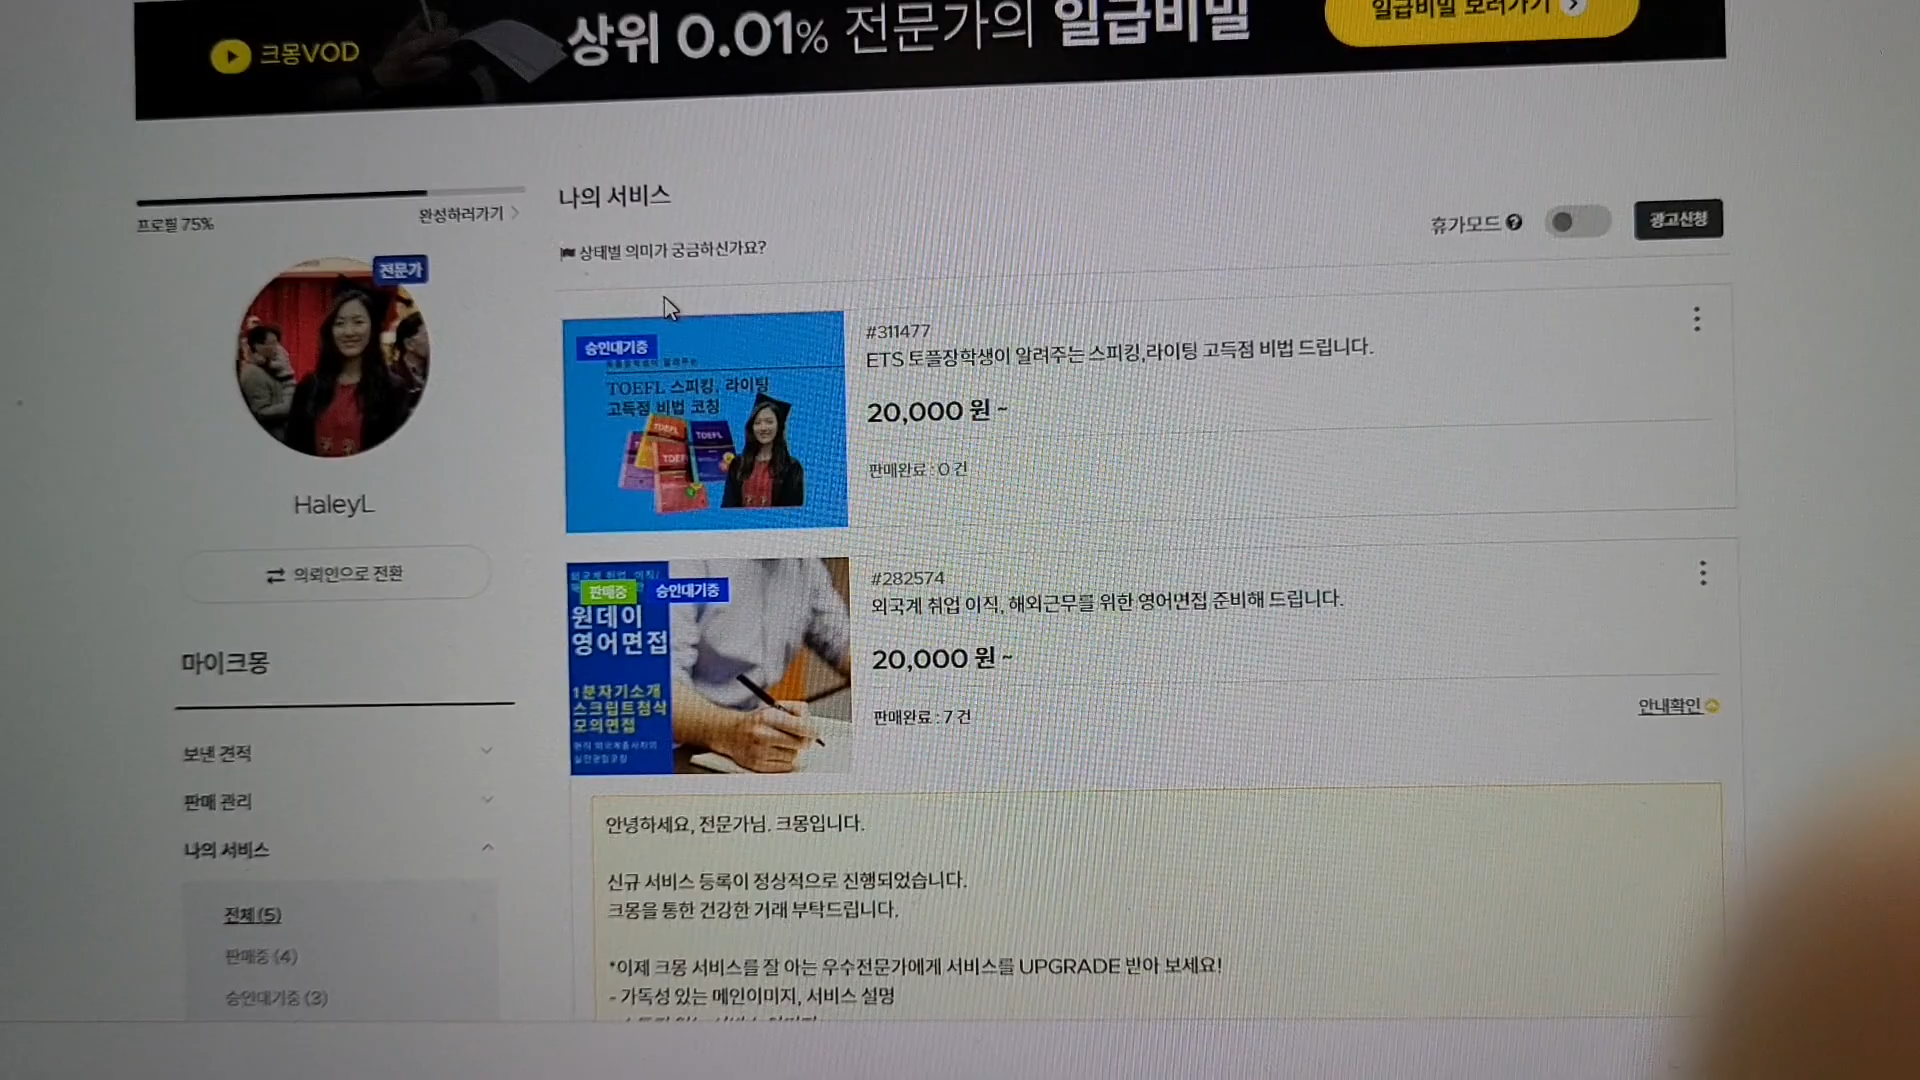 크몽VOD
상위 0.01% 전문가의 일급비밀
일급비밀 보러가기
프로필 75%
완성하러가기
전문가
HaleyL
의뢰인으로 전환
마이크몽
보낸 견적
판매 관리
나의 서비스
전체 (5)
판매중 (4)
승인대기중 (3)
나의 서비스
상태별 의미가 궁금하신가요?
휴가모드
광고신청
승인대기중
TOEFL 스피킹, 라이팅
고득점 비법 코칭
TOEFL
TOEFL
#311477
ETS 토플장학생이 알려주는 스피킹,라이팅 고득점 비법 드립니다.
20,000 원 ~
판매완료 : 0 건
판매중
승인대기중
원데이
영어면접
1분자기소개
스크립트첨삭
모의면접
#282574
외국계 취업 이직, 해외근무를 위한 영어면접 준비해 드립니다.
20,000 원 ~
판매완료 : 7 건
안내확인
안녕하세요, 전문가님. 크몽입니다.
신규 서비스 등록이 정상적으로 진행되었습니다.
크몽을 통한 건강한 거래 부탁드립니다.
*이제 크몽 서비스를 잘 아는 우수전문가에게 서비스를 UPGRADE 받아 보세요!
- 가독성 있는 메인이미지, 서비스 설명